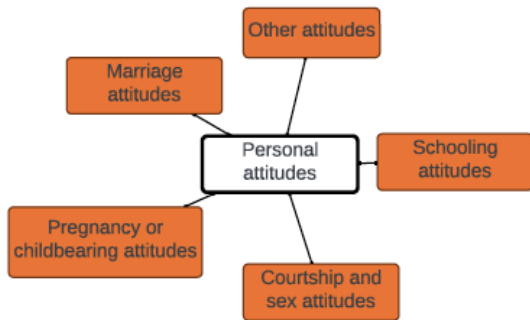 Other attitudes
Marriage
attitudes
Personal
attitudes
Schooling
attitudes
Pregnancy or
childbearing attitudes
Courtship and
sex attitudes